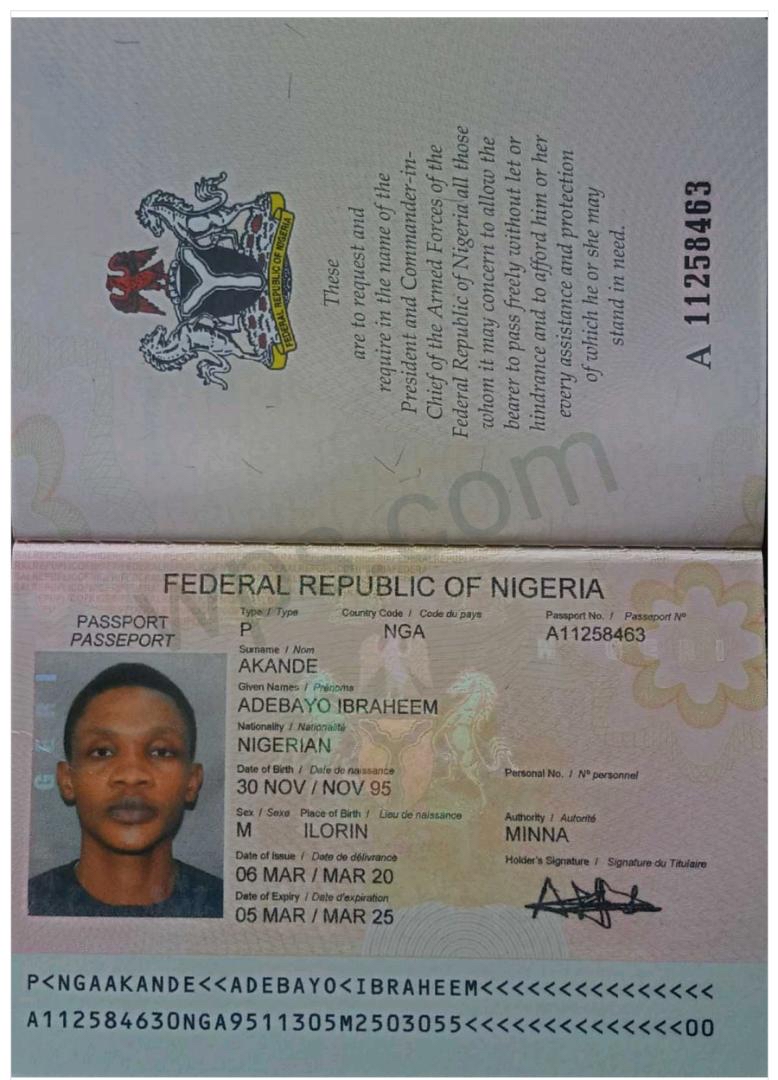 FEDERAL REPUBLIC OF NIGERIA
These
are to request and
require in the name of the
President and Commander-in-
Chief of the Armed Forces of the
Federal Republic of Nigeria all those
whom it may concern to allow the
bearer to pass freely without let or
hindrance and to afford him or her
every assistance and protection
of which he or she may
stand in need.
A 11258463
wps.com
FEDERAL REPUBLIC OF NIGERIA
PASSPORT
PASSEPORT
Type / Type Country Code / Code du pays Passport No. / Passeport Nº
P NGA A11258463
Surname / Nom
AKANDE
Given Names / Prénoms
ADEBAYO IBRAHEEM
Nationality / Nationalité
NIGERIAN
Date of Birth / Date de naissance Personal No. / Nº personnel
30 NOV / NOV 95
Sex / Sexe Place of Birth / Lieu de naissance Authority / Autorité
M ILORIN MINNA
Date of Issue / Date de délivrance Holder's Signature / Signature du Titulaire
06 MAR / MAR 20
Date of Expiry / Date d'expiration
05 MAR / MAR 25
P<NGAAKANDE<<ADEBAYO<IBRAHEEM<<<<<<<<<<<<<<<
A112584630NGA9511305M2503055<<<<<<<<<<<<<<00